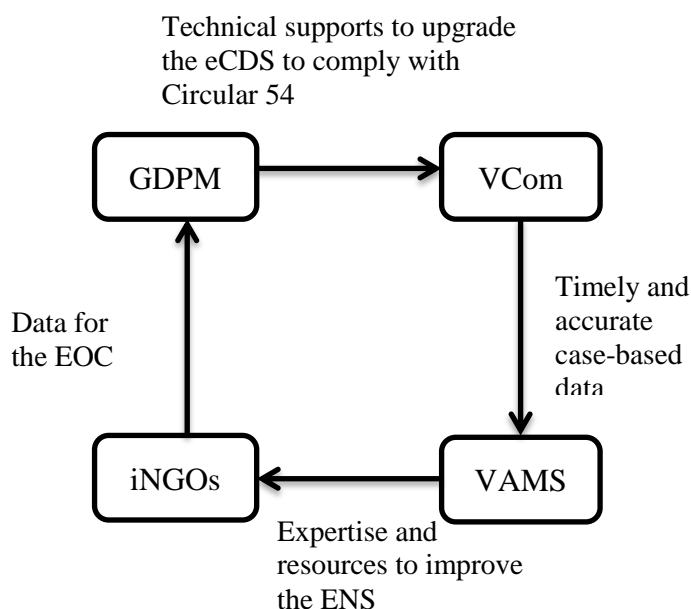 Technical supports to upgrade
the eCDS to comply with
Circular 54
GDPM
VCom
Data for
the EOC
Timely and
accurate
case-based
data
iNGOs
VAMS
Expertise and
resources to improve
the ENS